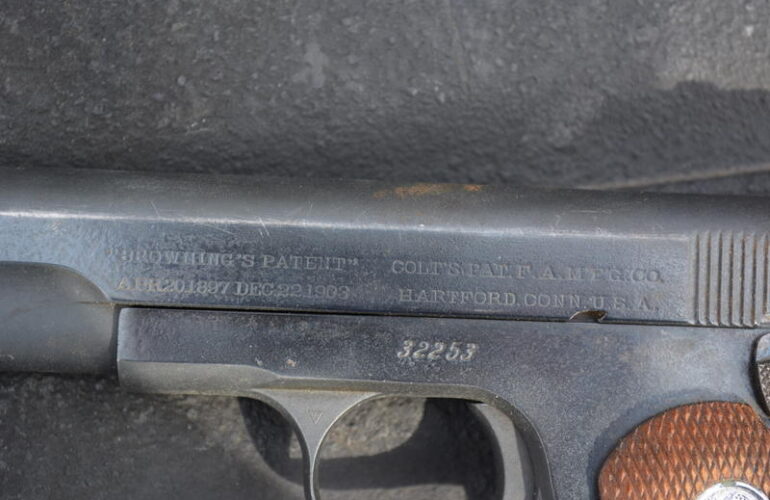 "BROWNING'S PATENT"
APR.20.1897 DEC.22.1903
COLT'S PAT. F. A. MFG. CO.
HARTFORD. CONN. U.S.A.
32253